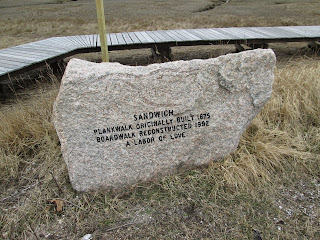 SANDWICH
PLANKWALK ORIGINALLY BUILT 1875
BOARDWALK RECONSTRUCTED 1992
A LABOR OF LOVE